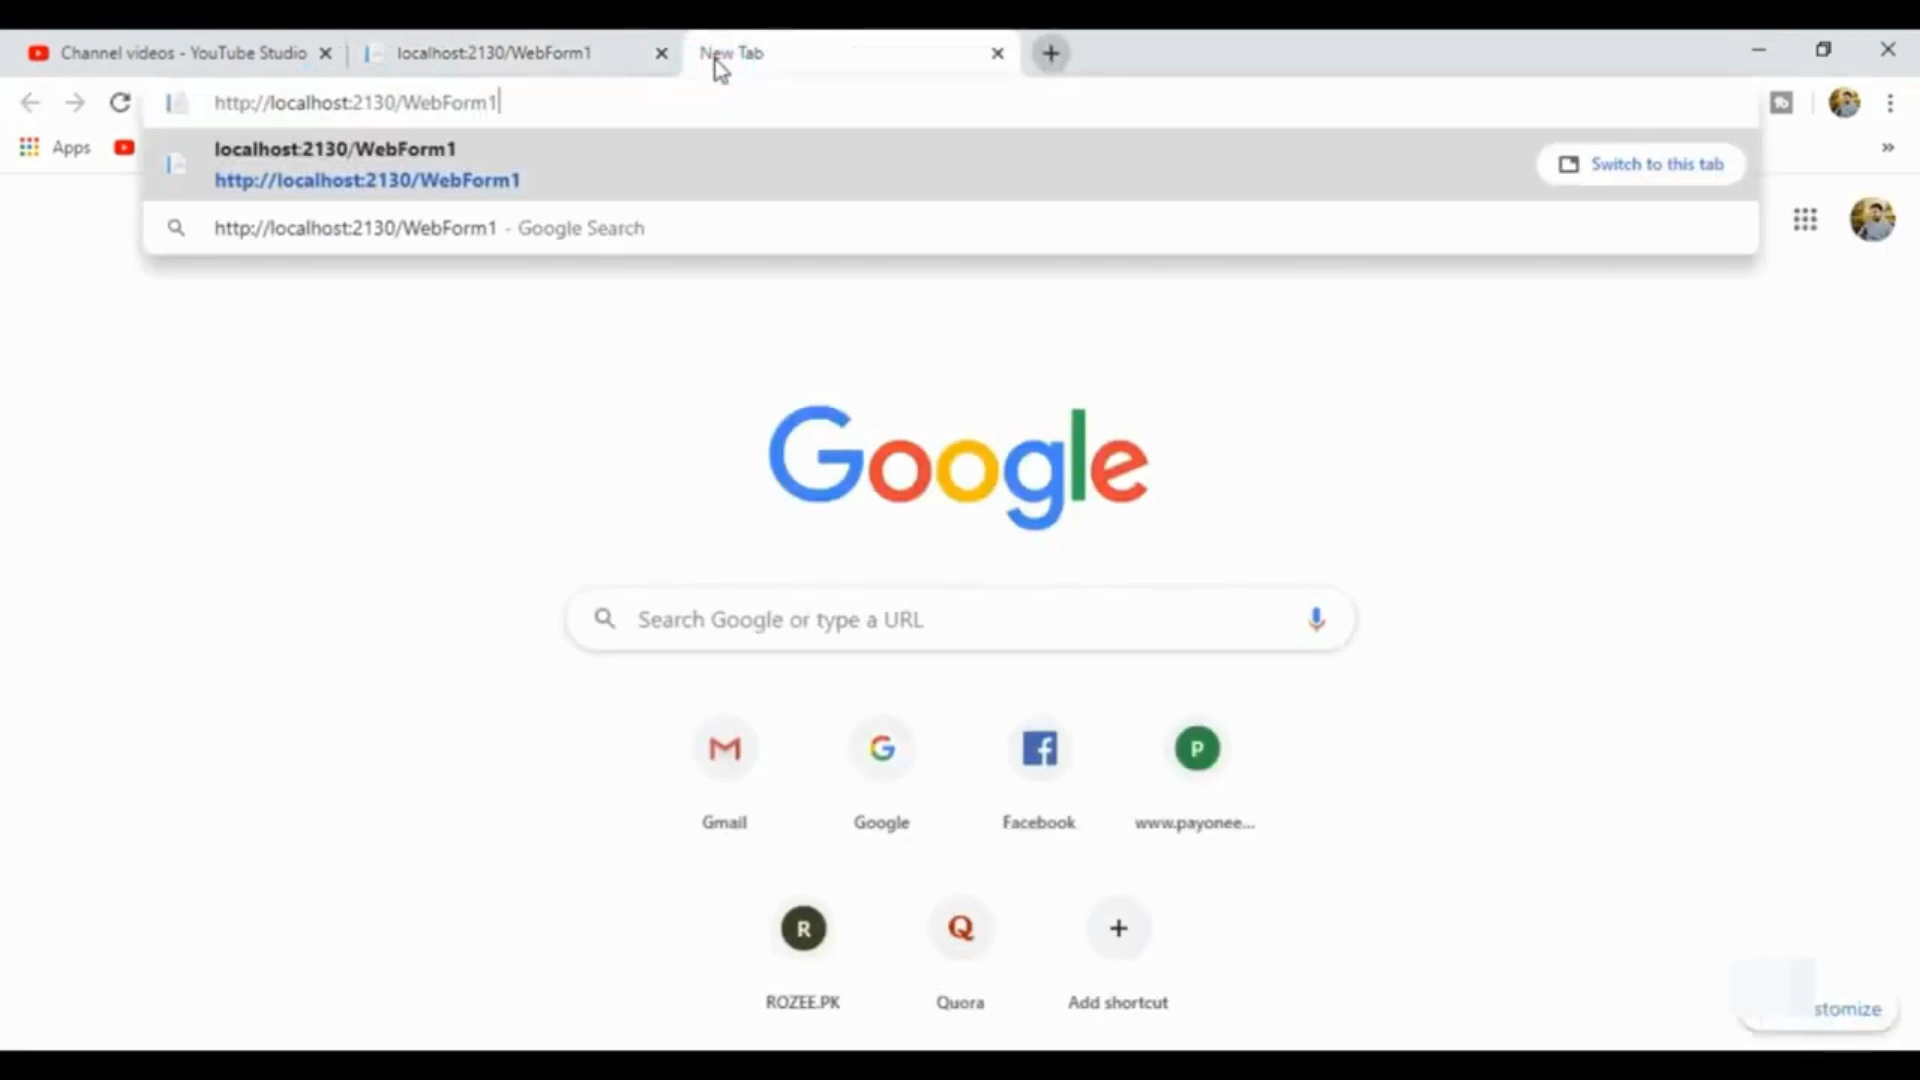 Channel videos - YouTube Studio
localhost:2130/WebForm1
New Tab
http://localhost:2130/WebForm1
Apps
localhost:2130/WebForm1
http://localhost:2130/WebForm1
Switch to this tab
http://localhost:2130/WebForm1 - Google Search
Google
Search Google or type a URL
Gmail
Google
Facebook
P
www.payonee...
R
ROZEE.PK
Quora
Add shortcut
stomize